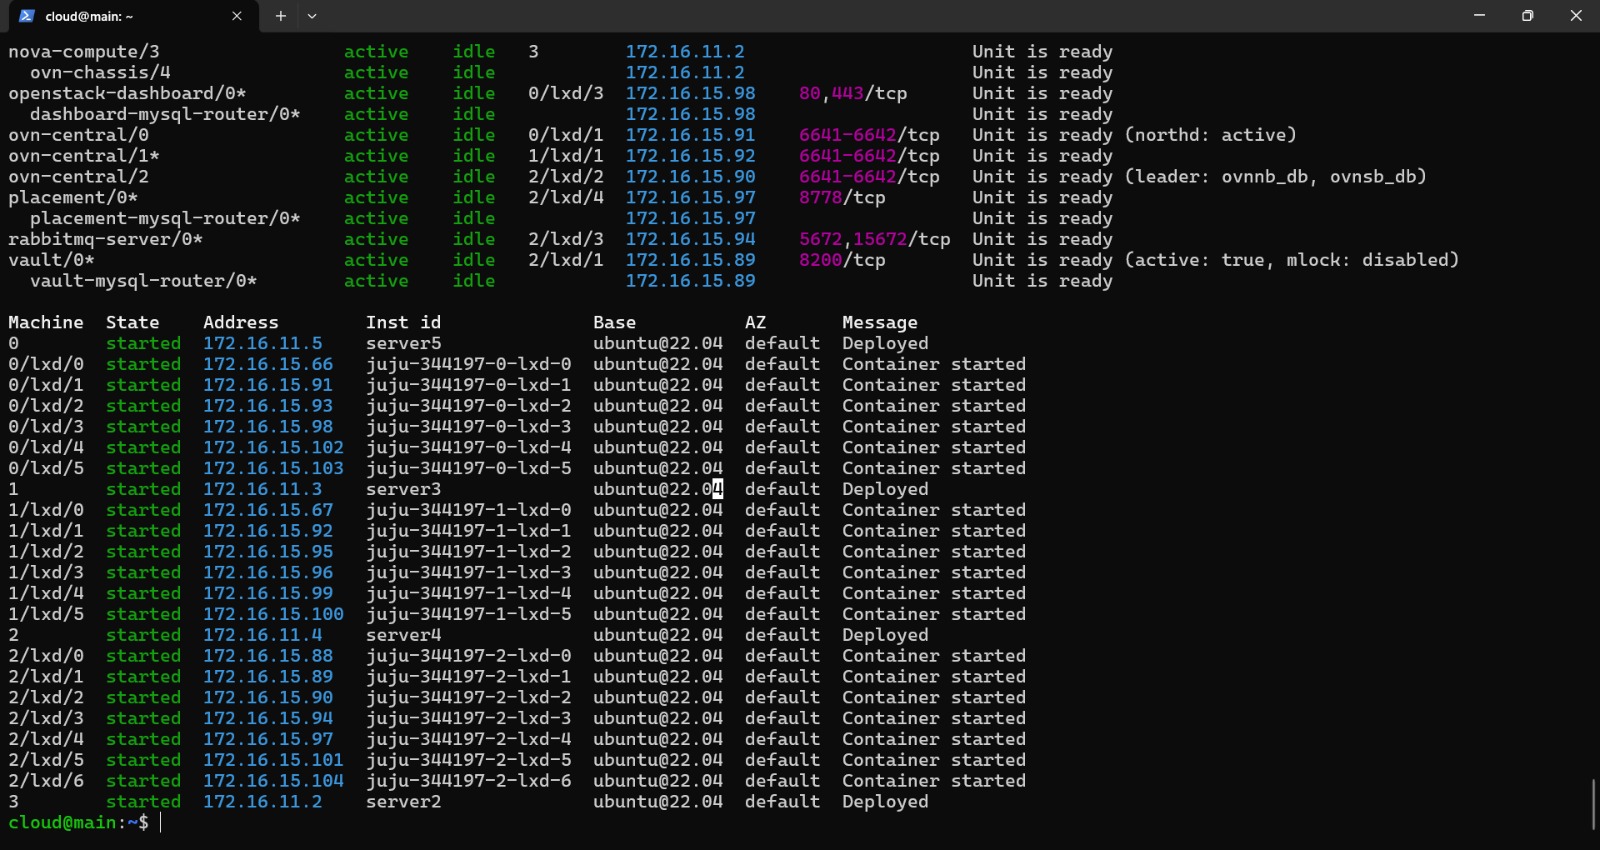 cloud@main: ~
nova-compute/3 active idle 3 172.16.11.2 Unit is ready
ovn-chassis/4 active idle 172.16.11.2 Unit is ready
openstack-dashboard/0* active idle 0/lxd/3 172.16.15.98 80,443/tcp Unit is ready
dashboard-mysql-router/0* active idle 172.16.15.98 Unit is ready
ovn-central/0 active idle 0/lxd/1 172.16.15.91 6641-6642/tcp Unit is ready (northd: active)
ovn-central/1* active idle 1/lxd/1 172.16.15.92 6641-6642/tcp Unit is ready
ovn-central/2 active idle 2/lxd/2 172.16.15.90 6641-6642/tcp Unit is ready (leader: ovnnb_db, ovnsb_db)
placement/0* active idle 2/lxd/4 172.16.15.97 8778/tcp Unit is ready
placement-mysql-router/0* active idle 172.16.15.97 Unit is ready
rabbitmq-server/0* active idle 2/lxd/3 172.16.15.94 5672,15672/tcp Unit is ready
vault/0* active idle 2/lxd/1 172.16.15.89 8200/tcp Unit is ready (active: true, mlock: disabled)
vault-mysql-router/0* active idle 172.16.15.89 Unit is ready
Machine State Address Inst id Base AZ Message
0 started 172.16.11.5 server5 ubuntu@22.04 default Deployed
0/lxd/0 started 172.16.15.66 juju-344197-0-lxd-0 ubuntu@22.04 default Container started
0/lxd/1 started 172.16.15.91 juju-344197-0-lxd-1 ubuntu@22.04 default Container started
0/lxd/2 started 172.16.15.93 juju-344197-0-lxd-2 ubuntu@22.04 default Container started
0/lxd/3 started 172.16.15.98 juju-344197-0-lxd-3 ubuntu@22.04 default Container started
0/lxd/4 started 172.16.15.102 juju-344197-0-lxd-4 ubuntu@22.04 default Container started
0/lxd/5 started 172.16.15.103 juju-344197-0-lxd-5 ubuntu@22.04 default Container started
1 started 172.16.11.3 server3 ubuntu@22.04 default Deployed
1/lxd/0 started 172.16.15.67 juju-344197-1-lxd-0 ubuntu@22.04 default Container started
1/lxd/1 started 172.16.15.92 juju-344197-1-lxd-1 ubuntu@22.04 default Container started
1/lxd/2 started 172.16.15.95 juju-344197-1-lxd-2 ubuntu@22.04 default Container started
1/lxd/3 started 172.16.15.96 juju-344197-1-lxd-3 ubuntu@22.04 default Container started
1/lxd/4 started 172.16.15.99 juju-344197-1-lxd-4 ubuntu@22.04 default Container started
1/lxd/5 started 172.16.15.100 juju-344197-1-lxd-5 ubuntu@22.04 default Container started
2 started 172.16.11.4 server4 ubuntu@22.04 default Deployed
2/lxd/0 started 172.16.15.88 juju-344197-2-lxd-0 ubuntu@22.04 default Container started
2/lxd/1 started 172.16.15.89 juju-344197-2-lxd-1 ubuntu@22.04 default Container started
2/lxd/2 started 172.16.15.90 juju-344197-2-lxd-2 ubuntu@22.04 default Container started
2/lxd/3 started 172.16.15.94 juju-344197-2-lxd-3 ubuntu@22.04 default Container started
2/lxd/4 started 172.16.15.97 juju-344197-2-lxd-4 ubuntu@22.04 default Container started
2/lxd/5 started 172.16.15.101 juju-344197-2-lxd-5 ubuntu@22.04 default Container started
2/lxd/6 started 172.16.15.104 juju-344197-2-lxd-6 ubuntu@22.04 default Container started
3 started 172.16.11.2 server2 ubuntu@22.04 default Deployed
cloud@main:~$